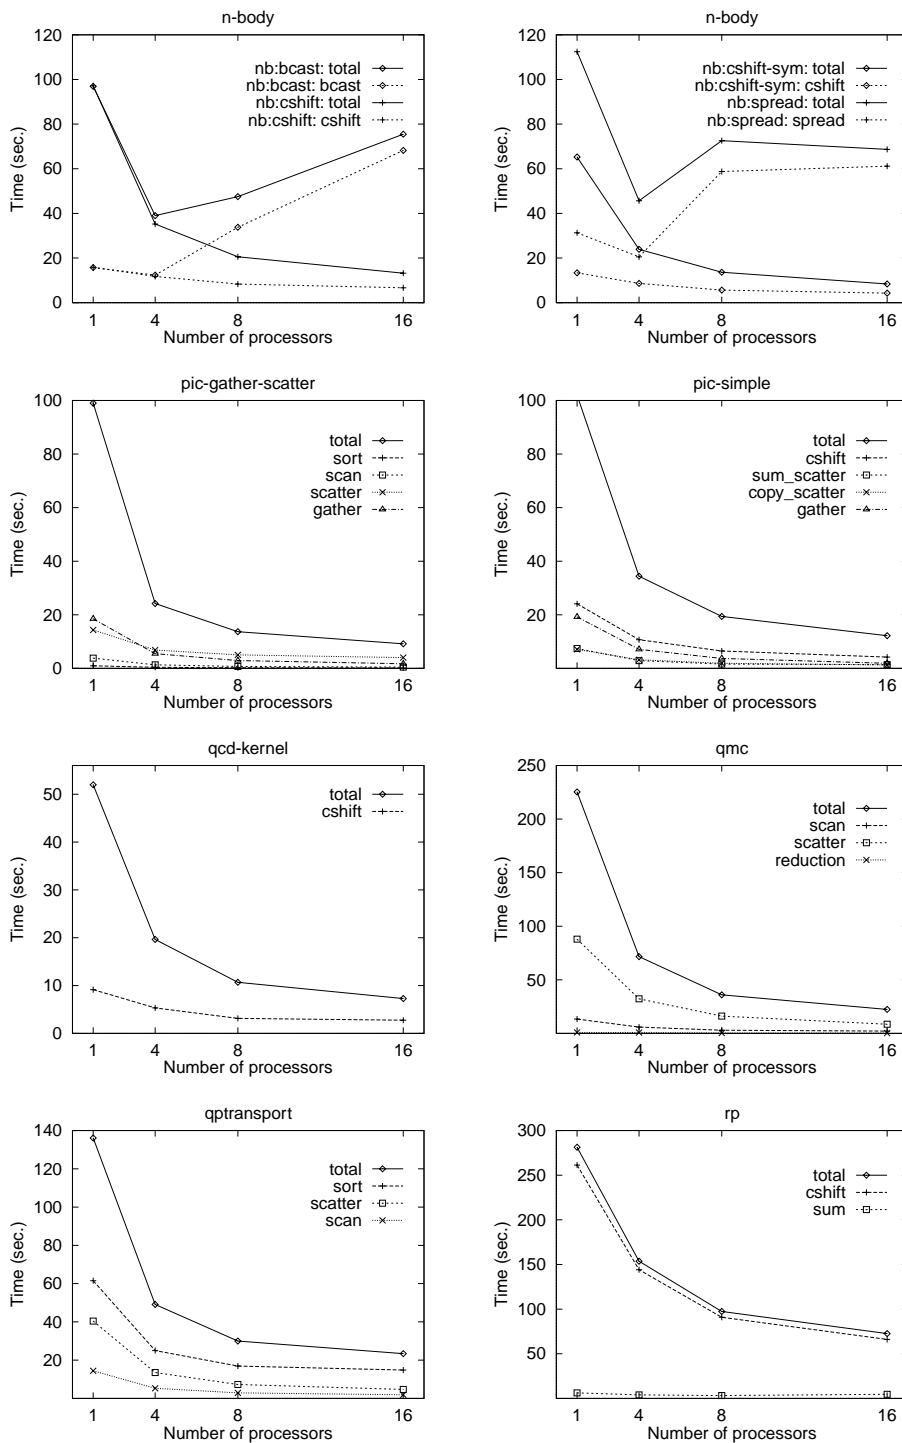 n-body
120
100
80
60
40
20
0
Time (sec.)
nb:bcast: total
nb:bcast: bcast
nb:cshift: total
nb:cshift: cshift
1 4 8 16
Number of processors
n-body
120
100
80
60
40
20
0
Time (sec.)
nb:cshift-sym: total
nb:cshift-sym: cshift
nb:spread: total
nb:spread: spread
1 4 8 16
Number of processors
pic-gather-scatter
100
80
60
40
20
0
Time (sec.)
total
sort
scan
scatter
gather
1 4 8 16
Number of processors
pic-simple
100
80
60
40
20
0
Time (sec.)
total
cshift
sum_scatter
copy_scatter
gather
1 4 8 16
Number of processors
qcd-kernel
50
40
30
20
10
0
Time (sec.)
total
cshift
1 4 8 16
Number of processors
qmc
250
200
150
100
50
Time (sec.)
total
scan
scatter
reduction
1 4 8 16
Number of processors
qptransport
140
120
100
80
60
40
20
Time (sec.)
total
sort
scatter
scan
1 4 8 16
Number of processors
rp
300
250
200
150
100
50
Time (sec.)
total
cshift
sum
1 4 8 16
Number of processors